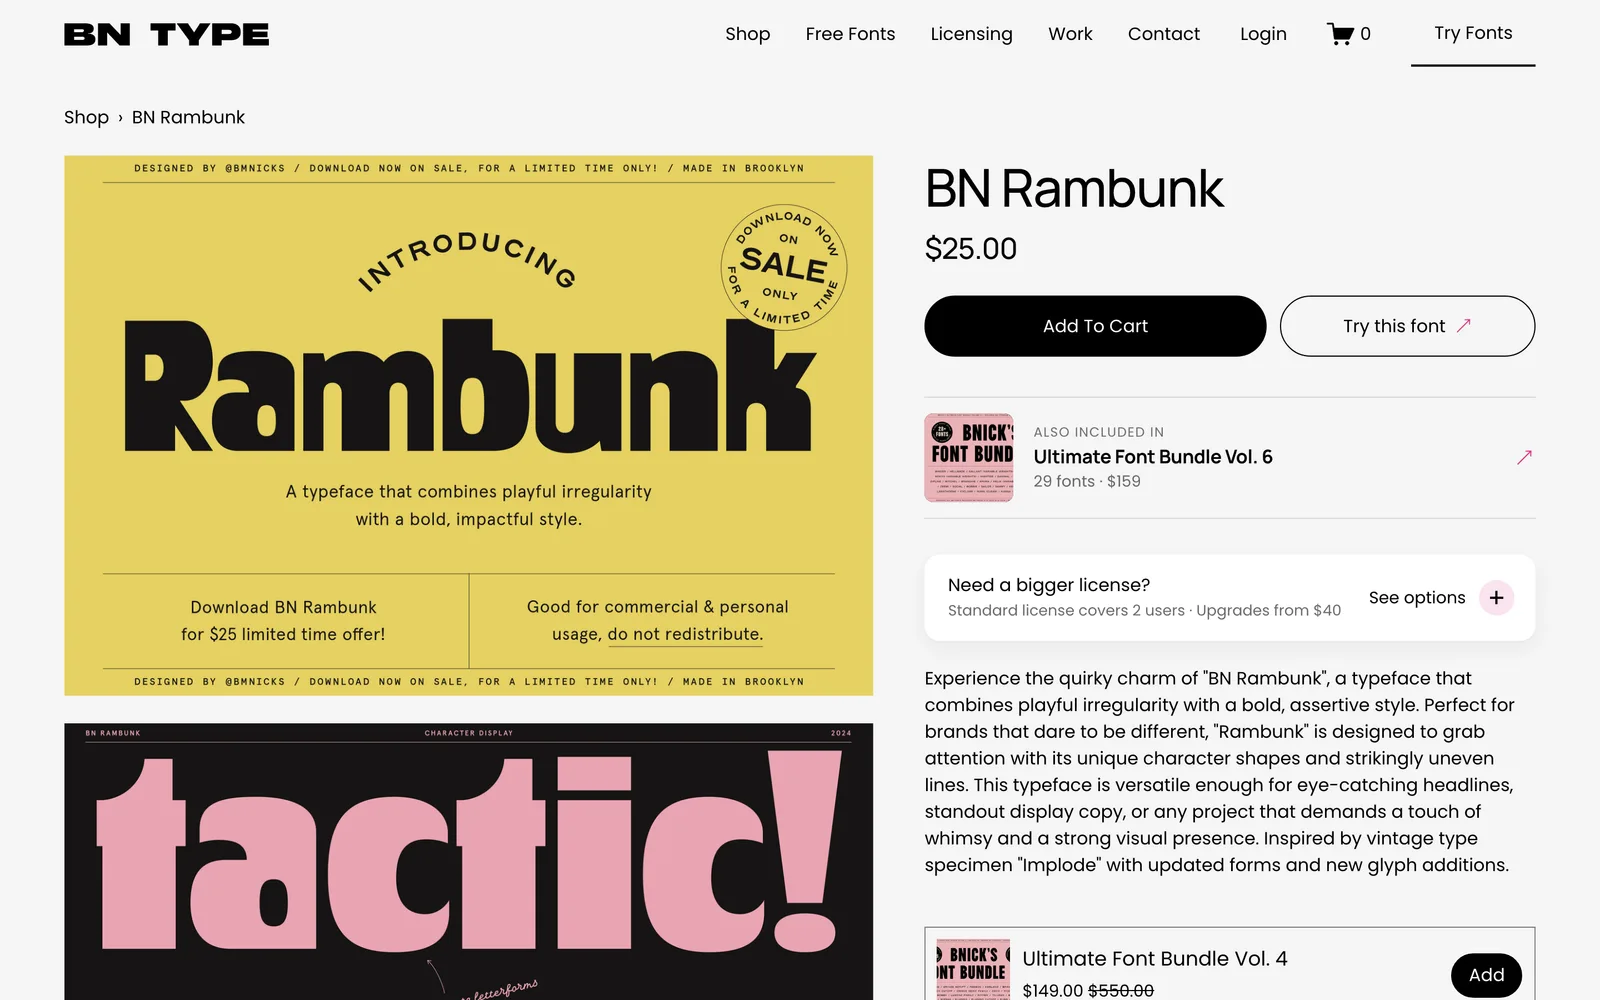 BN TYPE
Shop
Free Fonts
Licensing
Work
Contact
Login
0
Try Fonts
Shop › BN Rambunk
DESIGNED BY @BMNICKS / DOWNLOAD NOW ON SALE, FOR A LIMITED TIME ONLY! / MADE IN BROOKLYN
INTRODUCING
DOWNLOAD NOW
ON
SALE
ONLY
FOR A LIMITED TIME
Rambunk
A typeface that combines playful irregularity
with a bold, impactful style.
Download BN Rambunk
for $25 limited time offer!
Good for commercial & personal
usage, do not redistribute.
DESIGNED BY @BMNICKS / DOWNLOAD NOW ON SALE, FOR A LIMITED TIME ONLY! / MADE IN BROOKLYN
BN RAMBUNK
CHARACTER DISPLAY
2024
tactic!
letterforms
BN Rambunk
$25.00
Add To Cart
Try this font
28+
FONTS
BNICK'S
FONT BUND
ALSO INCLUDED IN
Ultimate Font Bundle Vol. 6
29 fonts · $159
Need a bigger license?
Standard license covers 2 users · Upgrades from $40
See options
Experience the quirky charm of "BN Rambunk", a typeface that
combines playful irregularity with a bold, assertive style. Perfect for
brands that dare to be different, "Rambunk" is designed to grab
attention with its unique character shapes and strikingly uneven
lines. This typeface is versatile enough for eye-catching headlines,
standout display copy, or any project that demands a touch of
whimsy and a strong visual presence. Inspired by vintage type
specimen "Implode" with updated forms and new glyph additions.
BNICK'S
NT BUNDLE
Ultimate Font Bundle Vol. 4
$149.00 $550.00
Add